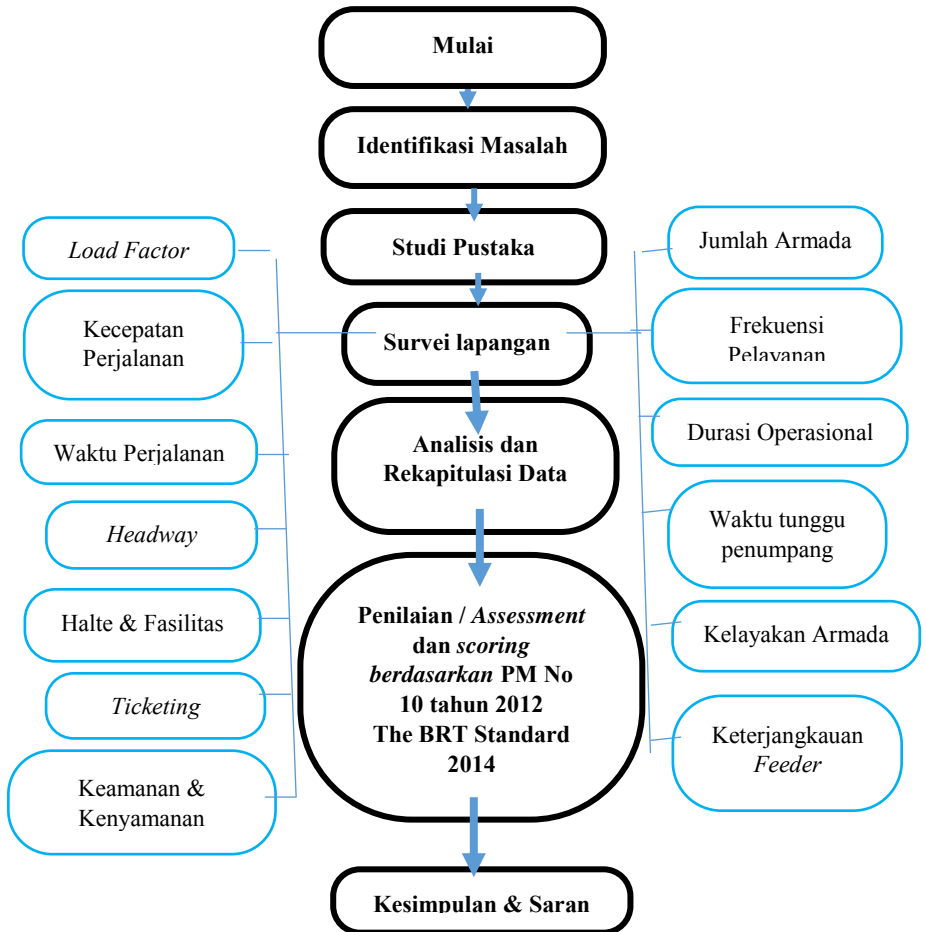 Mulai
Identifikasi Masalah
Studi Pustaka
Survei lapangan
Analisis dan
Rekapitulasi Data
Penilaian / Assessment
dan scoring
berdasarkan PM No
10 tahun 2012
The BRT Standard
2014
Kesimpulan & Saran
Load Factor
Kecepatan
Perjalanan
Waktu Perjalanan
Headway
Halte & Fasilitas
Ticketing
Keamanan &
Kenyamanan
Jumlah Armada
Frekuensi
Pelayanan
Durasi Operasional
Waktu tunggu
penumpang
Kelayakan Armada
Keterjangkauan
Feeder